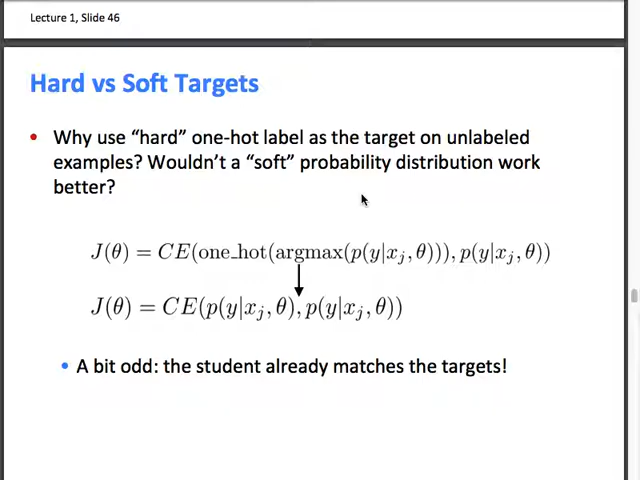 Lecture 1, Slide 46
Hard vs Soft Targets
• Why use “hard” one-hot label as the target on unlabeled
examples? Wouldn’t a “soft” probability distribution work
better?
J(θ) = CE(one_hot(argmax(p(y|x_j, θ))), p(y|x_j, θ))
J(θ) = CE(p(y|x_j, θ), p(y|x_j, θ))
• A bit odd: the student already matches the targets!